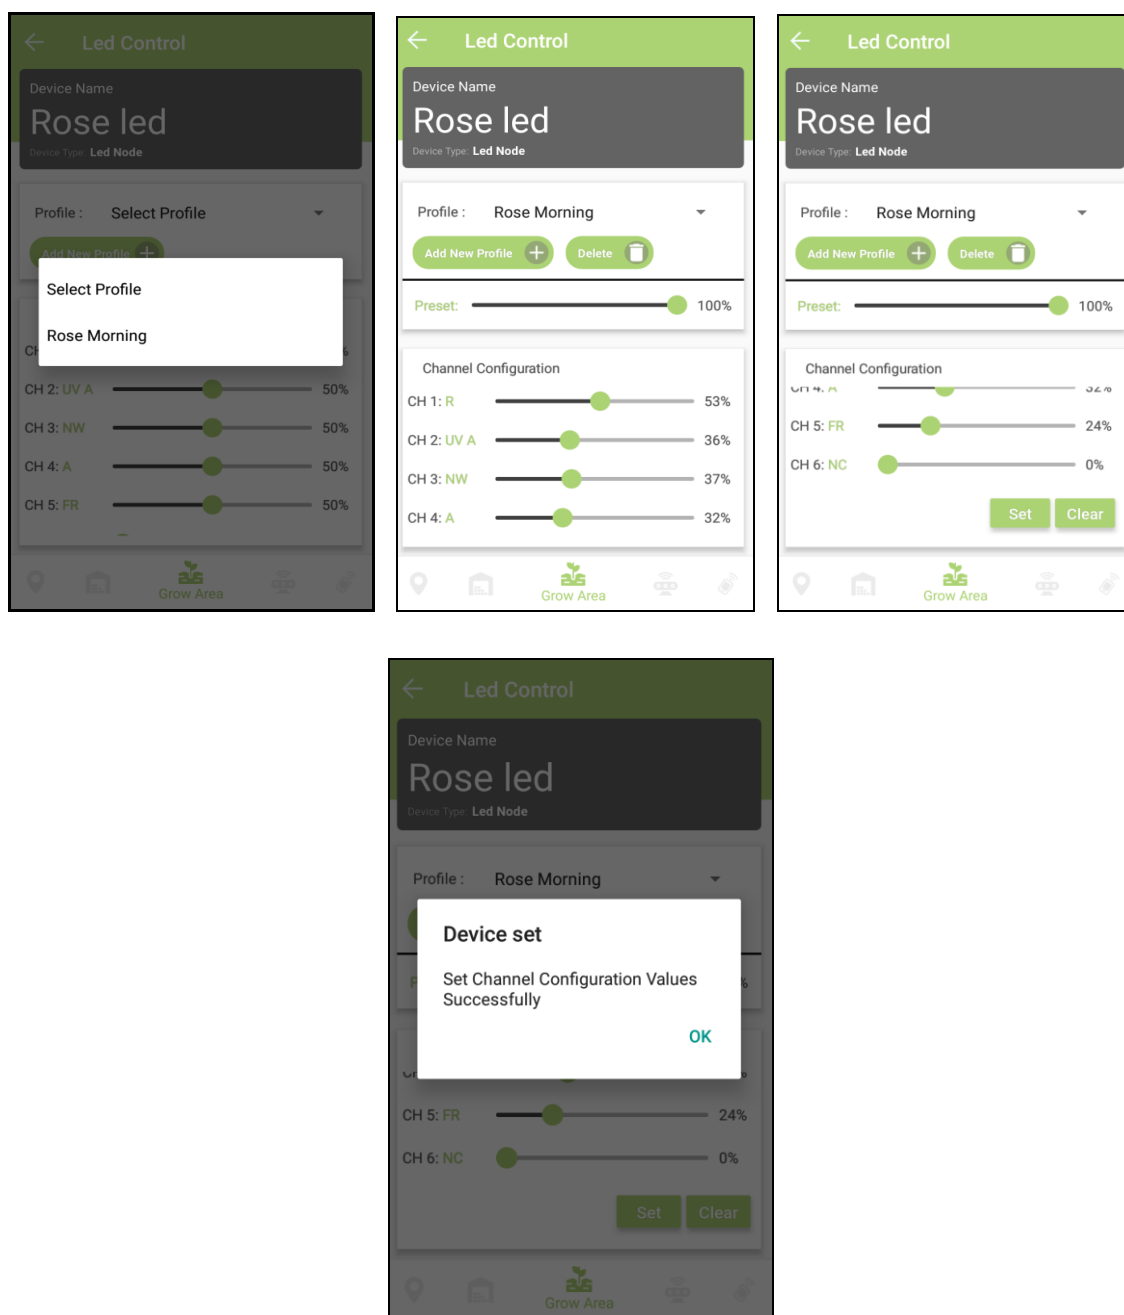 Led Control
Device Name
Rose led
Device Type: Led Node
Profile : Select Profile
Add New Profile
Select Profile
Rose Morning
CH 2: UV A 50%
CH 3: NW 50%
CH 4: A 50%
CH 5: FR 50%
Grow Area
Led Control
Device Name
Rose led
Device Type: Led Node
Profile : Rose Morning
Add New Profile Delete
Preset: 100%
Channel Configuration
CH 1: R 53%
CH 2: UV A 36%
CH 3: NW 37%
CH 4: A 32%
Grow Area
Led Control
Device Name
Rose led
Device Type: Led Node
Profile : Rose Morning
Add New Profile Delete
Preset: 100%
Channel Configuration
CH 4: A 32%
CH 5: FR 24%
CH 6: NC 0%
Set Clear
Grow Area
Led Control
Device Name
Rose led
Device Type: Led Node
Profile : Rose Morning
Device set
Set Channel Configuration Values
Successfully
OK
CH 5: FR 24%
CH 6: NC 0%
Set Clear
Grow Area